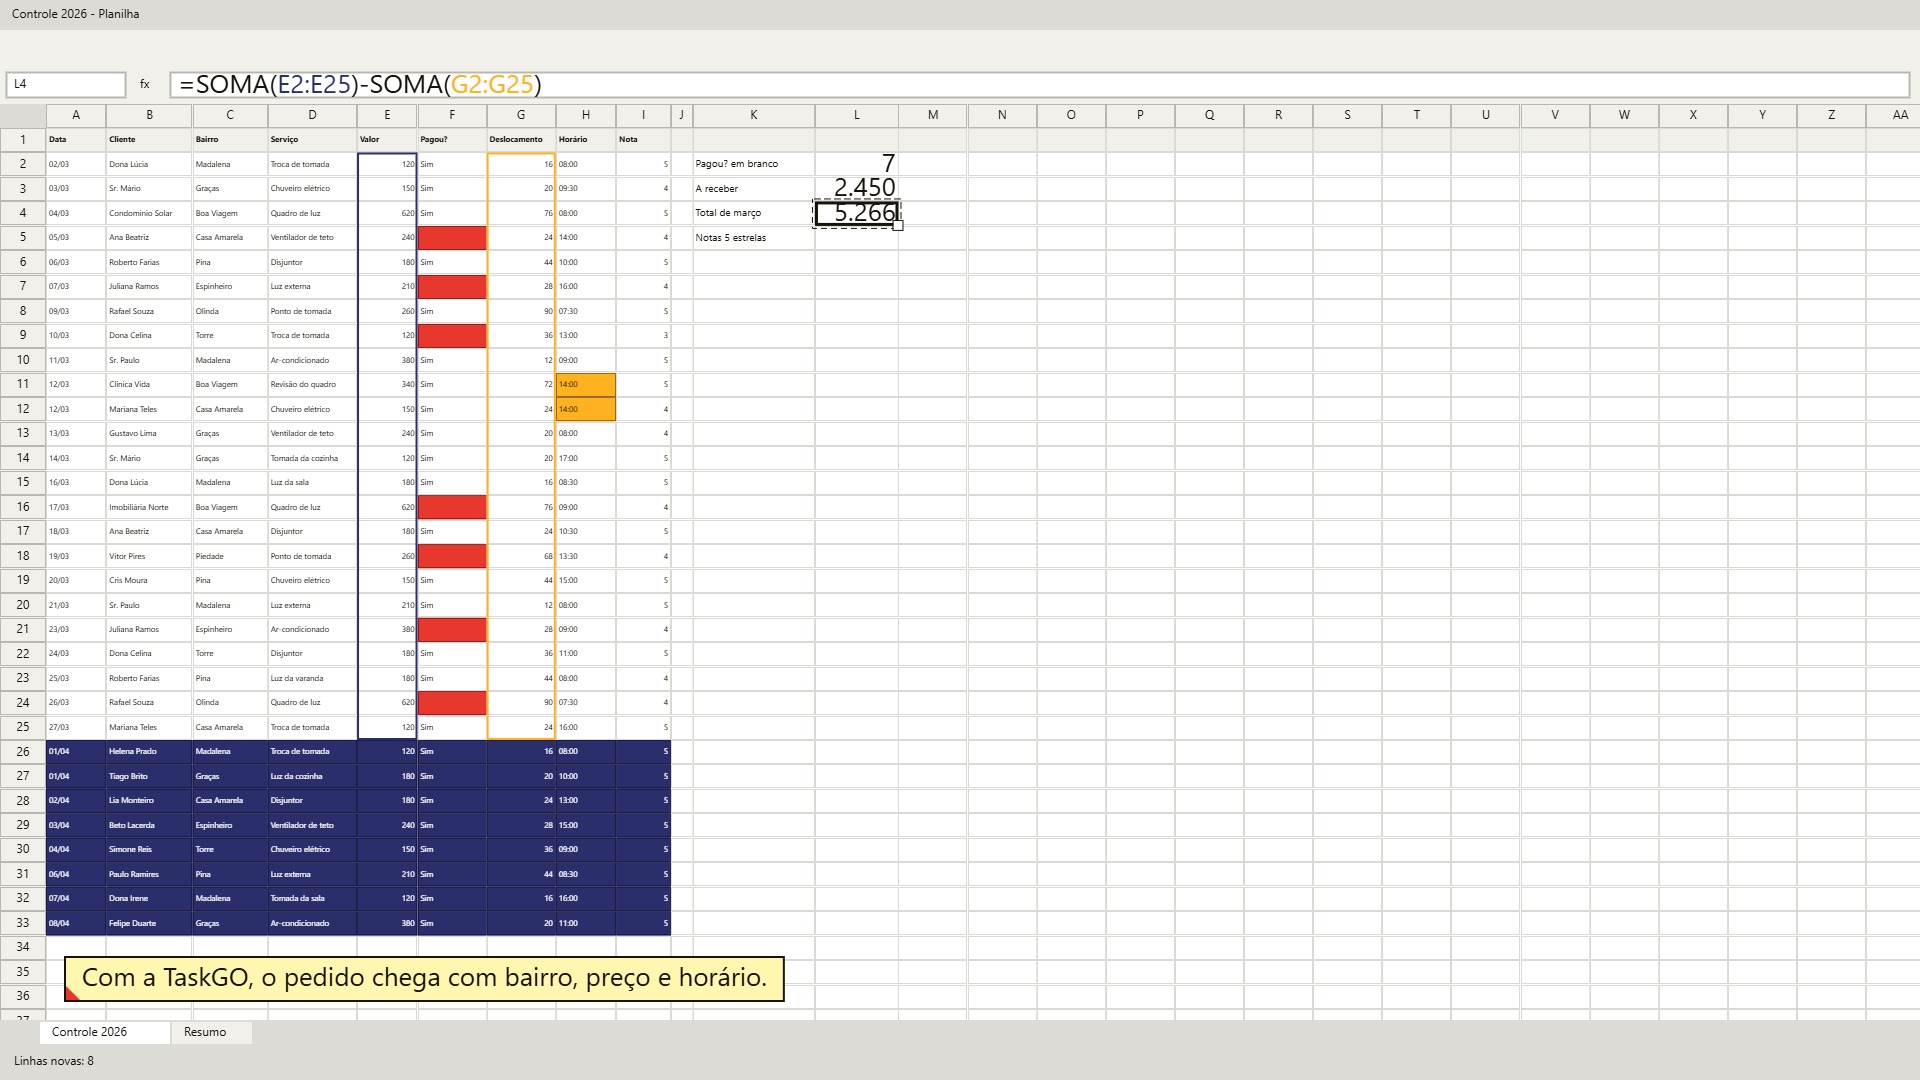 Controle 2026 - Planilha
L4 fx =SOMA(E2:E25)-SOMA(G2:G25)
A B C D E F G H I J K L M N O P Q R S T U V W X Y Z AA
1 Data Cliente Bairro Serviço Valor Pagou? Deslocamento Horário Nota
2 02/03 Dona Lúcia Madalena Troca de tomada 120 Sim 16 08:00 5 Pagou? em branco 7
3 03/03 Sr. Mário Graças Chuveiro elétrico 150 Sim 20 09:30 4 A receber 2.450
4 04/03 Condomínio Solar Boa Viagem Quadro de luz 620 Sim 76 08:00 5 Total de março 5.266
5 05/03 Ana Beatriz Casa Amarela Ventilador de teto 240 24 14:00 4 Notas 5 estrelas
6 06/03 Roberto Farias Pina Disjuntor 180 Sim 44 10:00 5
7 07/03 Juliana Ramos Espinheiro Luz externa 210 28 16:00 4
8 09/03 Rafael Souza Olinda Ponto de tomada 260 Sim 90 07:30 5
9 10/03 Dona Celina Torre Troca de tomada 120 36 13:00 3
10 11/03 Sr. Paulo Madalena Ar-condicionado 380 Sim 12 09:00 5
11 12/03 Clínica Vida Boa Viagem Revisão do quadro 340 Sim 72 14:00 5
12 12/03 Mariana Teles Casa Amarela Chuveiro elétrico 150 Sim 24 14:00 4
13 13/03 Gustavo Lima Graças Ventilador de teto 240 Sim 20 08:00 4
14 14/03 Sr. Mário Graças Tomada da cozinha 120 Sim 20 17:00 5
15 16/03 Dona Lúcia Madalena Luz da sala 180 Sim 16 08:30 5
16 17/03 Imobiliária Norte Boa Viagem Quadro de luz 620 76 09:00 4
17 18/03 Ana Beatriz Casa Amarela Disjuntor 180 Sim 24 10:30 5
18 19/03 Vitor Pires Piedade Ponto de tomada 260 68 13:30 4
19 20/03 Cris Moura Pina Chuveiro elétrico 150 Sim 44 15:00 5
20 21/03 Sr. Paulo Madalena Luz externa 210 Sim 12 08:00 5
21 23/03 Juliana Ramos Espinheiro Ar-condicionado 380 28 09:00 4
22 24/03 Dona Celina Torre Disjuntor 180 Sim 36 11:00 5
23 25/03 Roberto Farias Pina Luz da varanda 180 Sim 44 08:00 4
24 26/03 Rafael Souza Olinda Quadro de luz 620 90 07:30 4
25 27/03 Mariana Teles Casa Amarela Troca de tomada 120 Sim 24 16:00 5
26 01/04 Helena Prado Madalena Troca de tomada 120 Sim 16 08:00 5
27 01/04 Tiago Brito Graças Luz da cozinha 180 Sim 20 10:00 5
28 02/04 Lia Monteiro Casa Amarela Disjuntor 180 Sim 24 13:00 5
29 03/04 Beto Lacerda Espinheiro Ventilador de teto 240 Sim 28 15:00 5
30 04/04 Simone Reis Torre Chuveiro elétrico 150 Sim 36 09:00 5
31 06/04 Paulo Ramires Pina Luz externa 210 Sim 44 08:30 5
32 07/04 Dona Irene Madalena Tomada da sala 120 Sim 16 16:00 5
33 08/04 Felipe Duarte Graças Ar-condicionado 380 Sim 20 11:00 5
34
35 Com a TaskGO, o pedido chega com bairro, preço e horário.
36
37
Controle 2026 Resumo
Linhas novas: 8